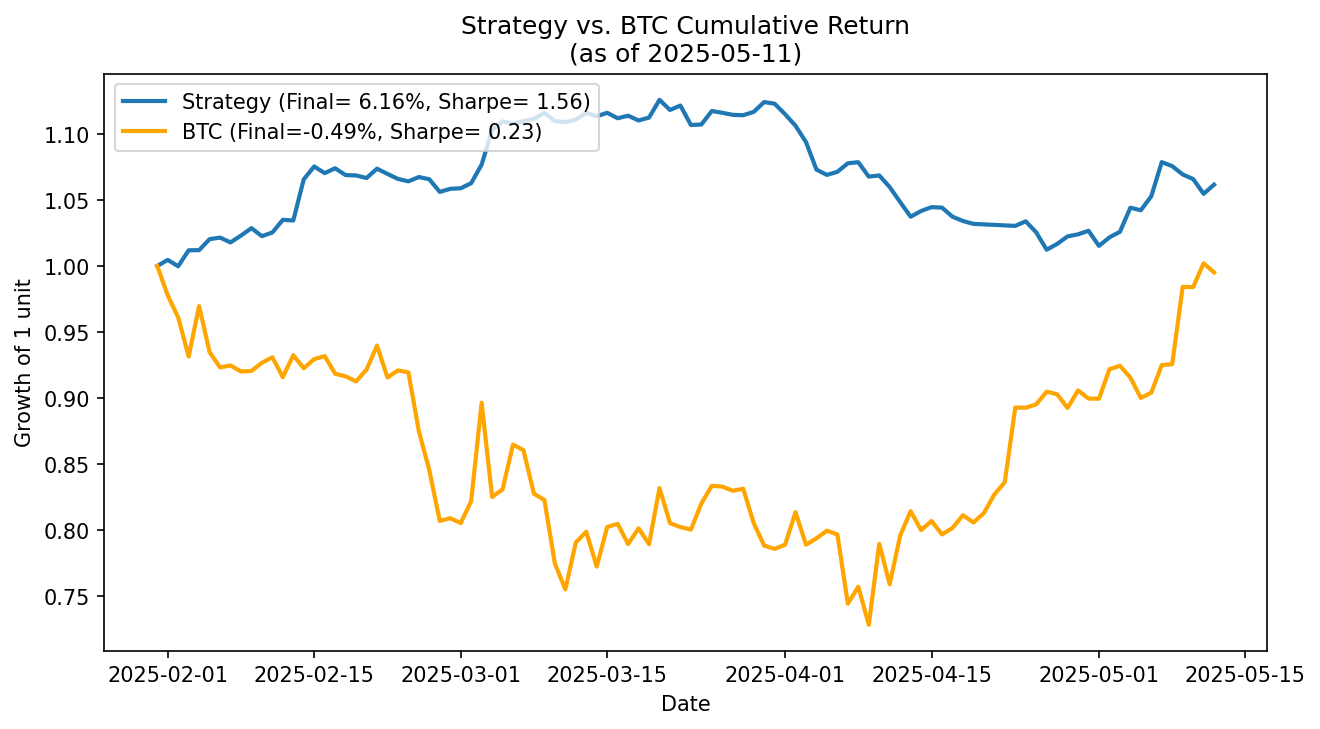 Strategy vs. BTC Cumulative Return
(as of 2025-05-11)
Strategy (Final= 6.16%, Sharpe= 1.56)
BTC (Final=-0.49%, Sharpe= 0.23)
Growth of 1 unit
1.10
1.05
1.00
0.95
0.90
0.85
0.80
0.75
2025-02-01 2025-02-15 2025-03-01 2025-03-15 2025-04-01 2025-04-15 2025-05-01 2025-05-15
Date